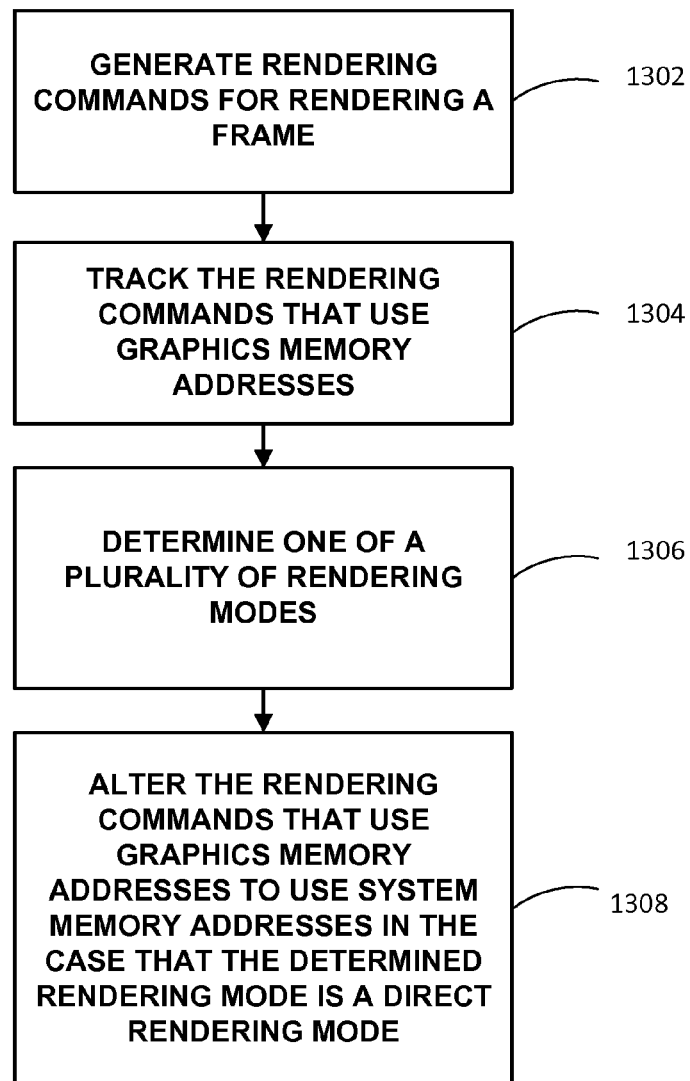 GENERATE RENDERING
COMMANDS FOR RENDERING A
FRAME
1302
TRACK THE RENDERING
COMMANDS THAT USE
GRAPHICS MEMORY
ADDRESSES
1304
DETERMINE ONE OF A
PLURALITY OF RENDERING
MODES
1306
ALTER THE RENDERING
COMMANDS THAT USE
GRAPHICS MEMORY
ADDRESSES TO USE SYSTEM
MEMORY ADDRESSES IN THE
CASE THAT THE DETERMINED
RENDERING MODE IS A DIRECT
RENDERING MODE
1308